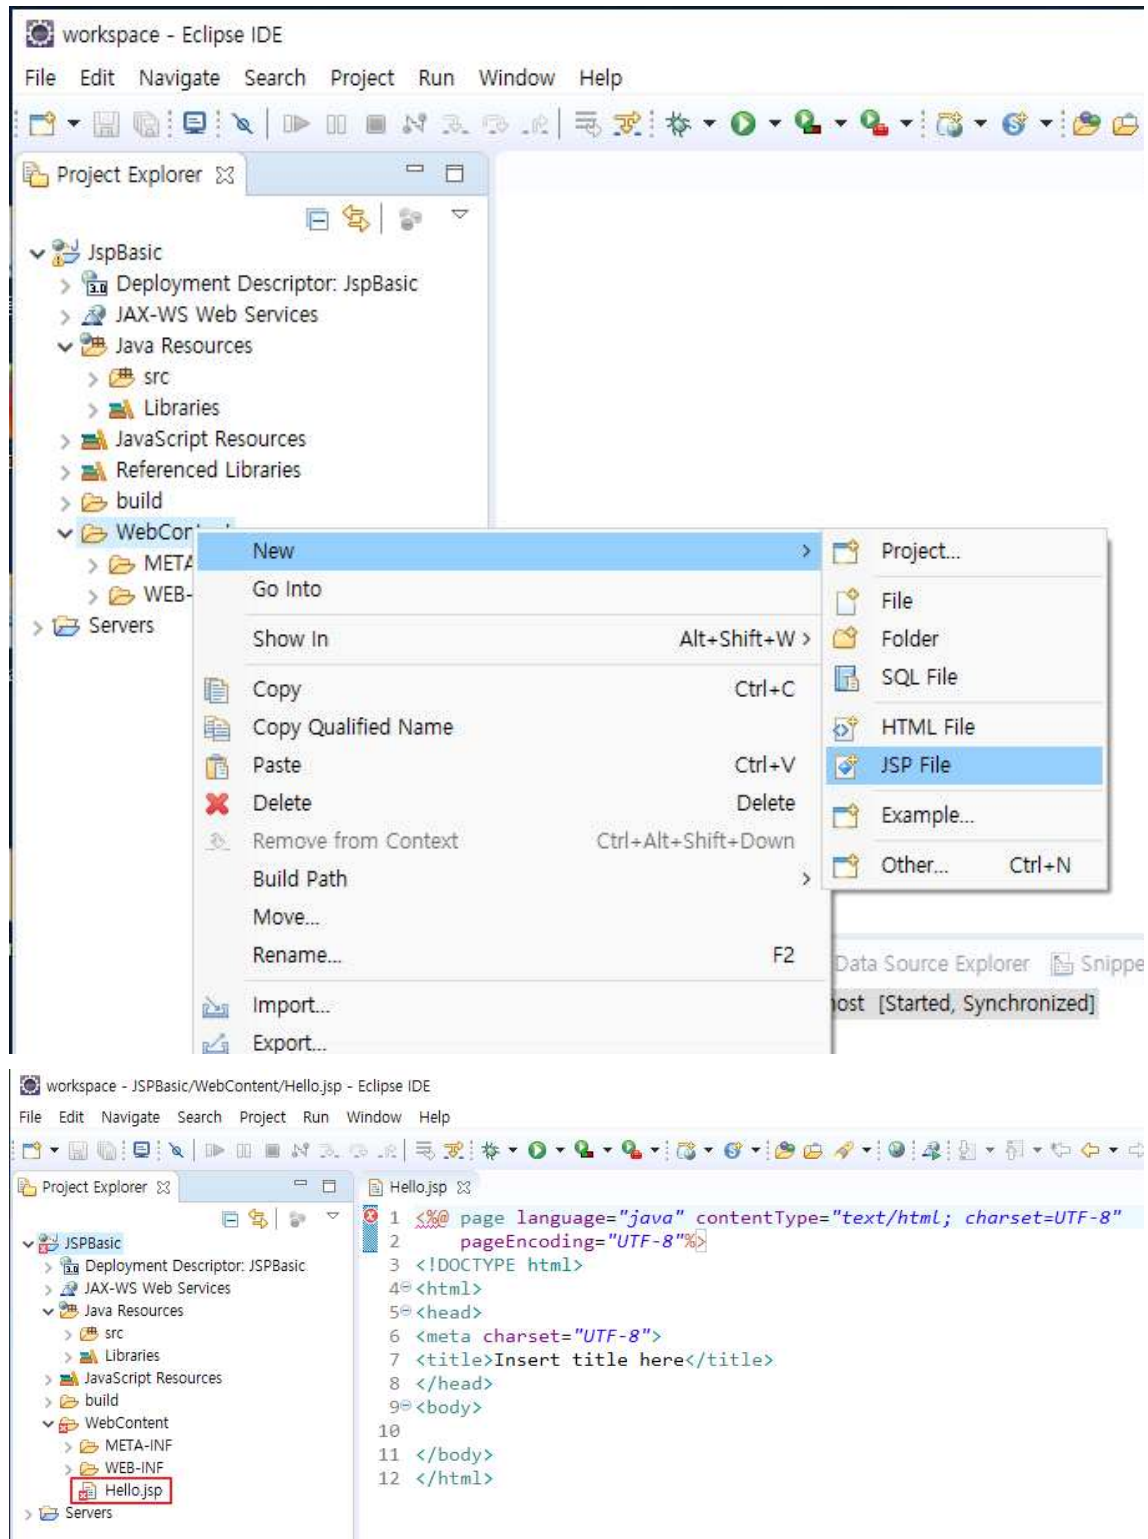 workspace - Eclipse IDE
File Edit Navigate Search Project Run Window Help
Project Explorer
JspBasic
Deployment Descriptor: JspBasic
JAX-WS Web Services
Java Resources
src
Libraries
JavaScript Resources
Referenced Libraries
build
META
WEB-
Servers
New
Go Into
Show In Alt+Shift+W
Copy Ctrl+C
Copy Qualified Name
Paste Ctrl+V
Delete Delete
Remove from Context Ctrl+Alt+Shift+Down
Build Path
Move...
Rename... F2
Import...
Export...
Project...
File
Folder
SQL File
HTML File
JSP File
Example...
Other... Ctrl+N
Data Source Explorer
[Started, Synchronized]
workspace - JSPBasic/WebContent/Hello.jsp - Eclipse IDE
File Edit Navigate Search Project Run Window Help
Project Explorer
JSPBasic
Deployment Descriptor: JSPBasic
JAX-WS Web Services
Java Resources
src
Libraries
JavaScript Resources
build
WebContent
META-INF
WEB-INF
Hello.jsp
Servers
Hello.jsp
1 <%@ page language="java" contentType="text/html; charset=UTF-8"
2 pageEncoding="UTF-8"%>
3 <!DOCTYPE html>
4 <html>
5 <head>
6 <meta charset="UTF-8">
7 <title>Insert title here</title>
8 </head>
9 <body>
10
11 </body>
12 </html>